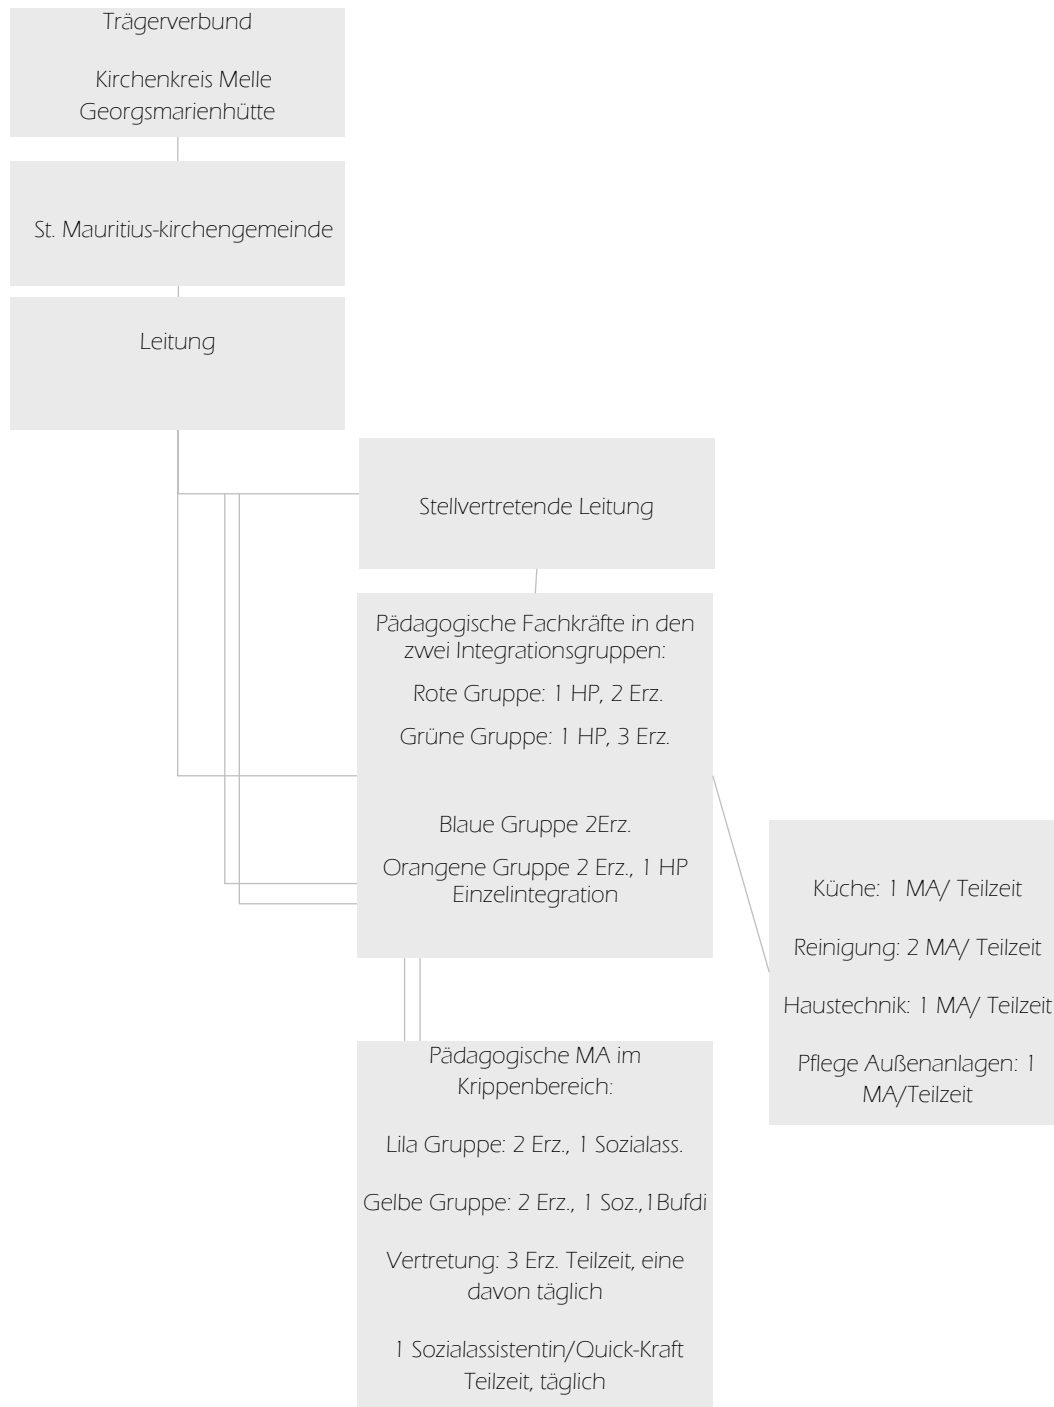 Trägerverbund
Kirchenkreis Melle
Georgsmarienhütte
St. Mauritius-kirchengemeinde
Leitung
Stellvertretende Leitung
Pädagogische Fachkräfte in den
zwei Integrationsgruppen:
Rote Gruppe: 1 HP, 2 Erz.
Grüne Gruppe: 1 HP, 3 Erz.
Blaue Gruppe 2Erz.
Orangene Gruppe 2 Erz., 1 HP
Einzelintegration
Küche: 1 MA/ Teilzeit
Reinigung: 2 MA/ Teilzeit
Haustechnik: 1 MA/ Teilzeit
Pflege Außenanlagen: 1
MA/Teilzeit
Pädagogische MA im
Krippenbereich:
Lila Gruppe: 2 Erz., 1 Sozialass.
Gelbe Gruppe: 2 Erz., 1 Soz.,1Bufdi
Vertretung: 3 Erz. Teilzeit, eine
davon täglich
1 Sozialassistentin/Quick-Kraft
Teilzeit, täglich